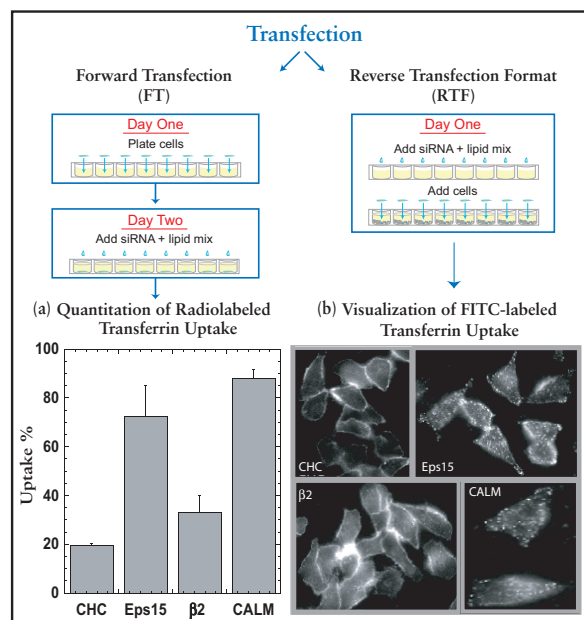 Transfection
Forward Transfection
(FT)
Day One
Plate cells
Day Two
Add siRNA + lipid mix
Reverse Transfection Format
(RTF)
Day One
Add siRNA + lipid mix
Add cells
(a) Quantitation of Radiolabeled
Transferrin Uptake
100
80
60
40
20
0
Uptake %
CHC
Eps15
β2
CALM
(b) Visualization of FITC-labeled
Transferrin Uptake
CHC
Eps15
β2
CALM